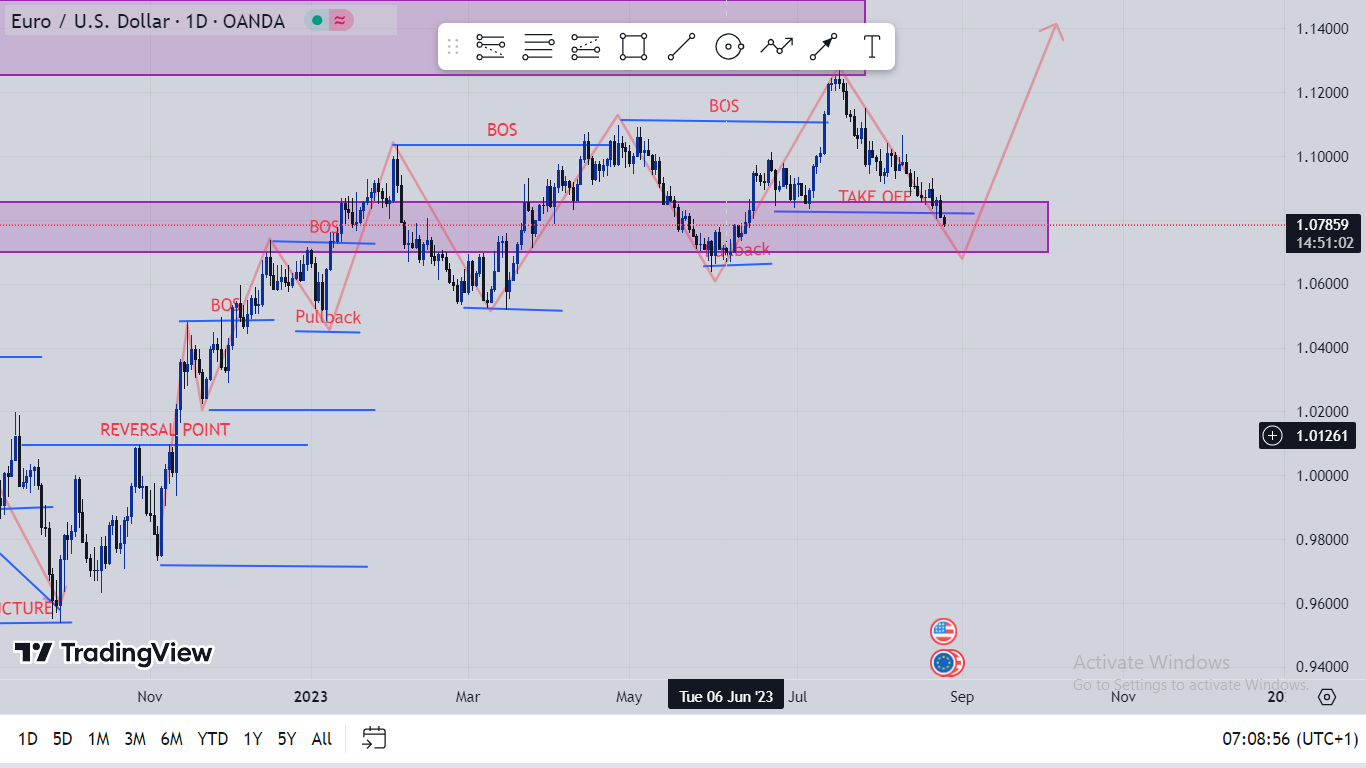 Euro / U.S. Dollar · 1D · OANDA
T
1.14000
1.12000
BOS
BOS
1.10000
TAKE OFF
BOS
1.07859
14:51:02
1.06000
BOS
Pullback
1.04000
1.02000
REVERSAL POINT
1.01261
1.00000
0.98000
0.96000
TradingView
Activate Windows
Go to Settings to activate Windows.
0.94000
Nov
2023
Mar
May
Tue 06 Jun '23
Jul
Sep
Nov
20
1D 5D 1M 3M 6M YTD 1Y 5Y All
07:08:56 (UTC+1)